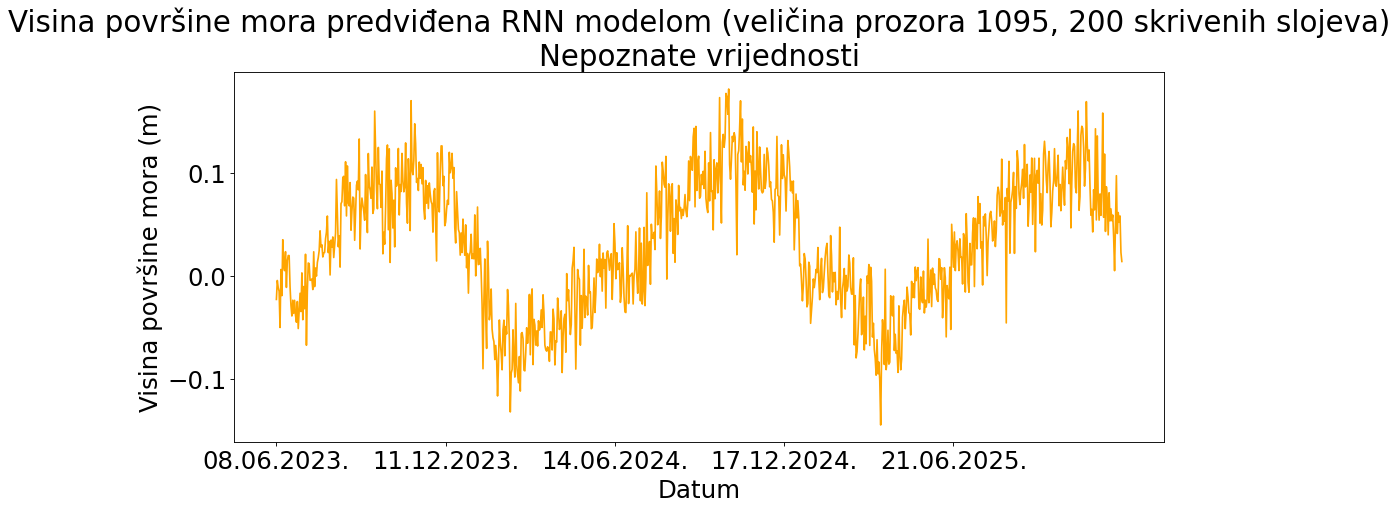 Visina površine mora predviđena RNN modelom (veličina prozora 1095, 200 skrivenih slojeva)
Nepoznate vrijednosti
Visina površine mora (m)
0.1
0.0
−0.1
08.06.2023. 11.12.2023. 14.06.2024. 17.12.2024. 21.06.2025.
Datum